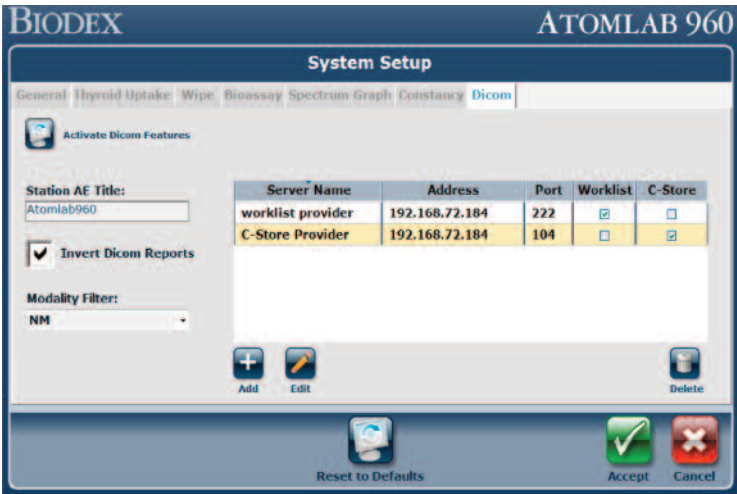 BIODEX
ATOMLAB 960
System Setup
General Thyroid Uptake Wipe Bioassay Spectrum Graph Constancy Dicom
Activate Dicom Features
Station AE Title:
Atomlab960
Invert Dicom Reports
Modality Filter:
NM
Server Name Address Port Worklist C-Store
worklist provider 192.168.72.184 222
C-Store Provider 192.168.72.184 104
Add Edit Delete
Reset to Defaults Accept Cancel